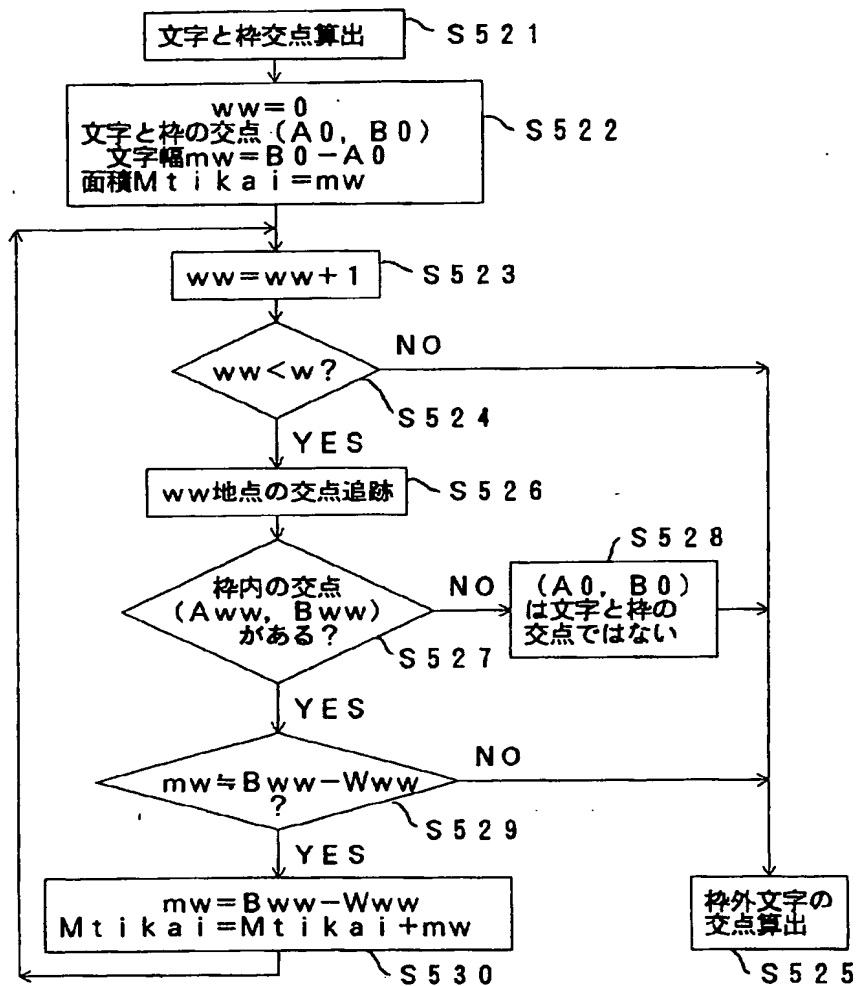 文字と枠交点算出
S521
ww=0
文字と枠の交点(A0, B0)
文字幅mw=B0-A0
面積Mtikai=mw
S522
ww=ww+1
S523
ww<w?
NO
S524
YES
ww地点の交点追跡
S526
枠内の交点
(Aww, Bww)
がある?
NO
S527
S528
(A0, B0)
は文字と枠の
交点ではない
YES
mw≒Bww-Www
?
NO
S529
YES
mw=Bww-Www
Mtikai=Mtikai+mw
S530
枠外文字の
交点算出
S525